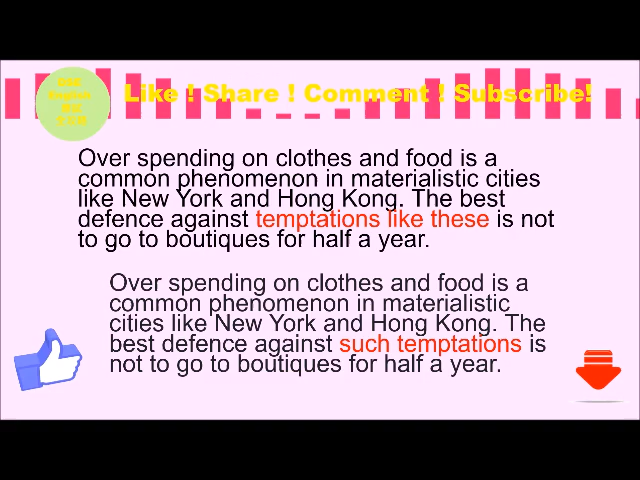 Like ! Share ! Comment ! Subscribe!
DSE
English
Over spending on clothes and food is a
common phenomenon in materialistic cities
like New York and Hong Kong. The best
defence against temptations like these is not
to go to boutiques for half a year.
Over spending on clothes and food is a
common phenomenon in materialistic
cities like New York and Hong Kong. The
best defence against such temptations is
not to go to boutiques for half a year.